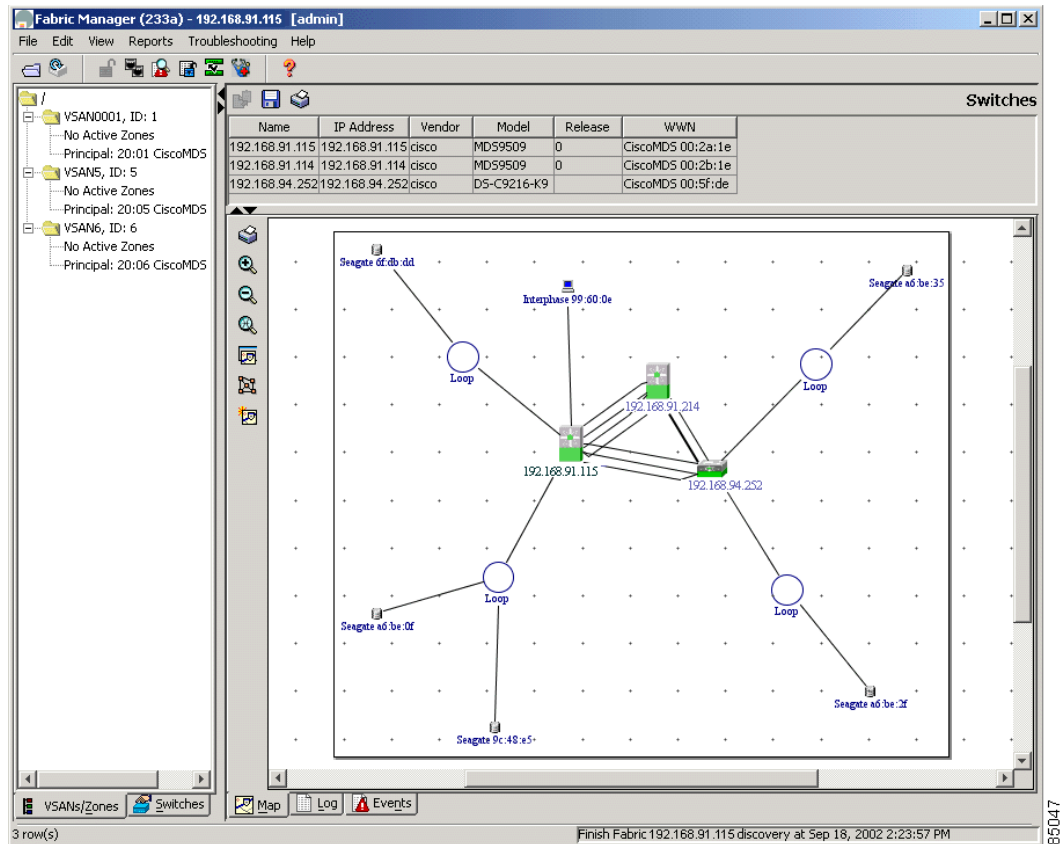 Fabric Manager (233a) - 192.168.91.115 [admin]
File Edit View Reports Troubleshooting Help
/
VSAN0001, ID: 1
No Active Zones
Principal: 20:01 CiscoMDS
VSAN5, ID: 5
No Active Zones
Principal: 20:05 CiscoMDS
VSAN6, ID: 6
No Active Zones
Principal: 20:06 CiscoMDS
Switches
Name IP Address Vendor Model Release WWN
192.168.91.115 192.168.91.115 cisco MDS9509 0 CiscoMDS 00:2a:1e
192.168.91.114 192.168.91.114 cisco MDS9509 0 CiscoMDS 00:2b:1e
192.168.94.252 192.168.94.252 cisco DS-C9216-K9 CiscoMDS 00:5f:de
Seagate 6f:db:dd
Interphase 99:60:0e
Seagate a6:be:35
Loop
Loop
192.168.91.214
192.168.91.115
192.168.94.252
Loop
Loop
Seagate a6:be:0f
Seagate a6:be:2f
Seagate 9c:48:e5
VSANs/Zones Switches
Map Log Events
3 row(s)
Finish Fabric 192.168.91.115 discovery at Sep 18, 2002 2:23:57 PM
85047